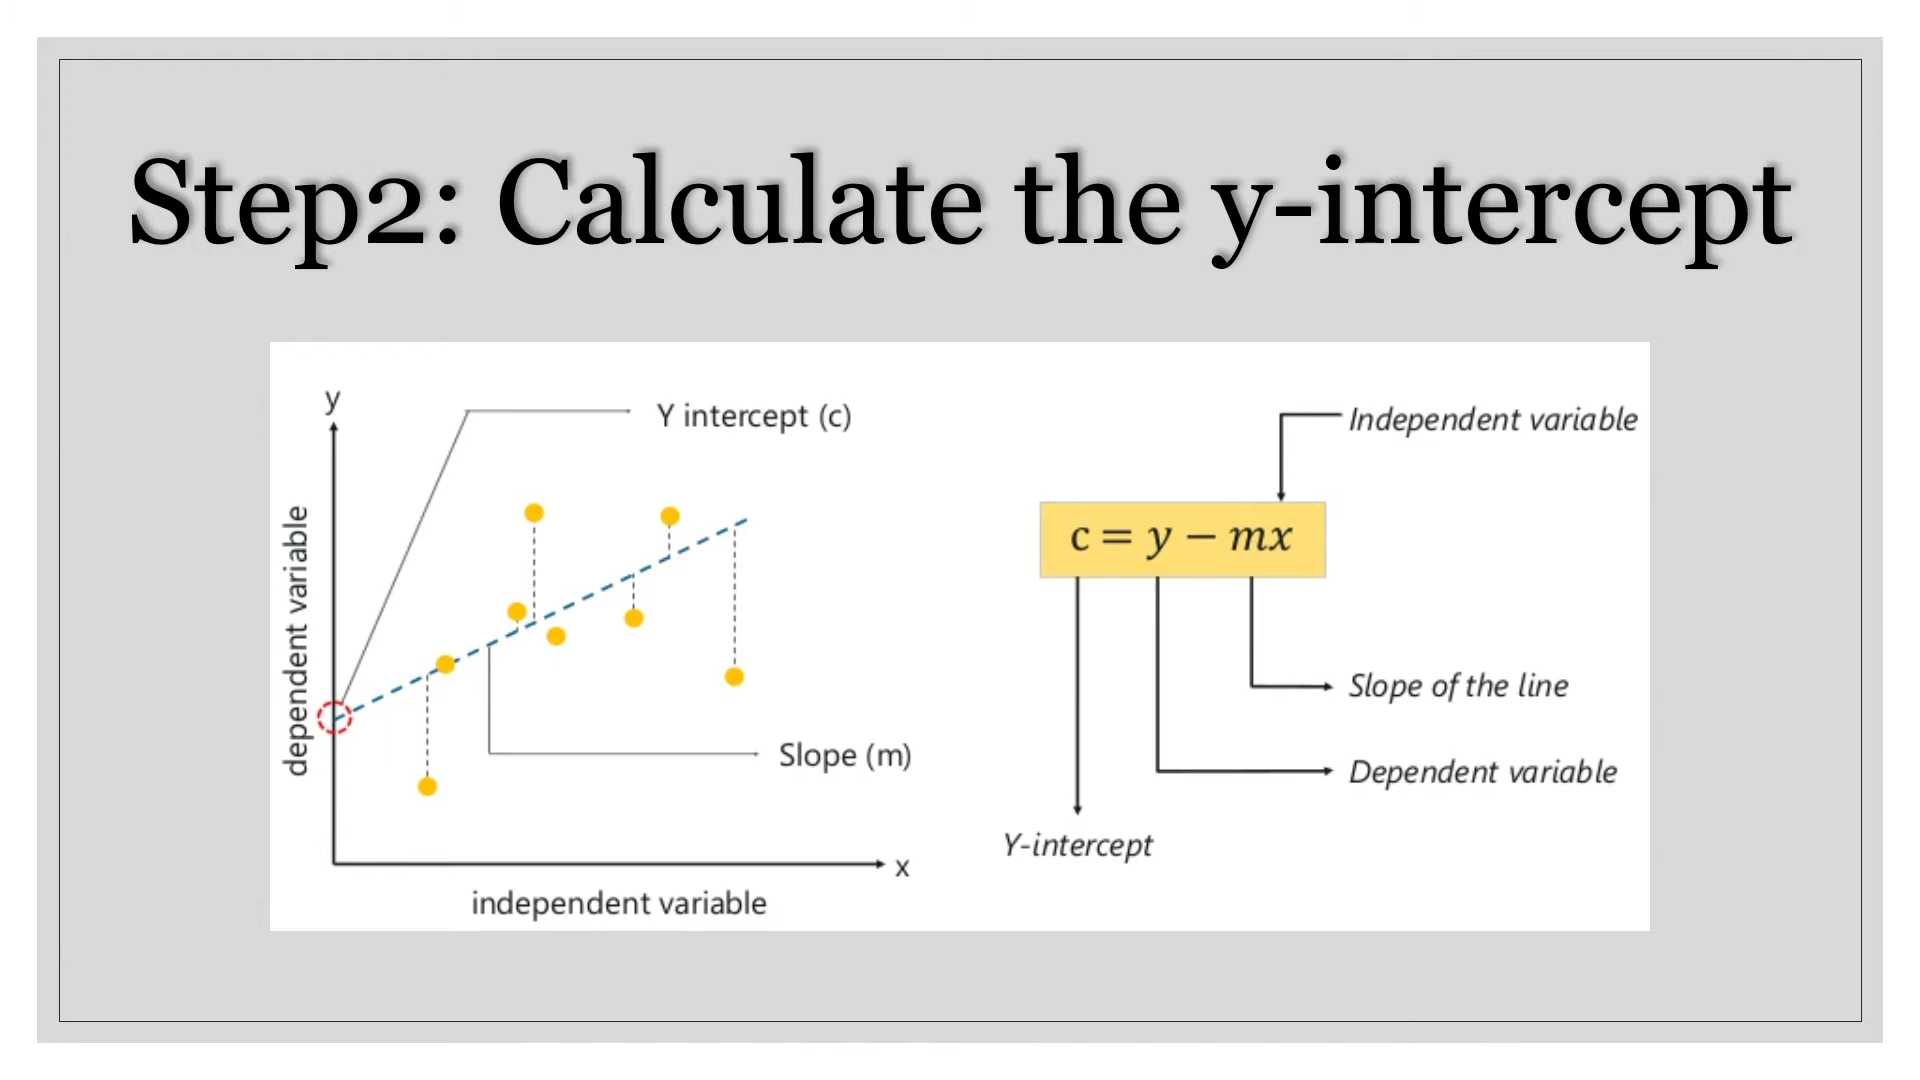 Step2: Calculate the y-intercept
y
Y intercept (c)
dependent variable
Slope (m)
x
independent variable
Independent variable
c = y − mx
Slope of the line
Dependent variable
Y-intercept